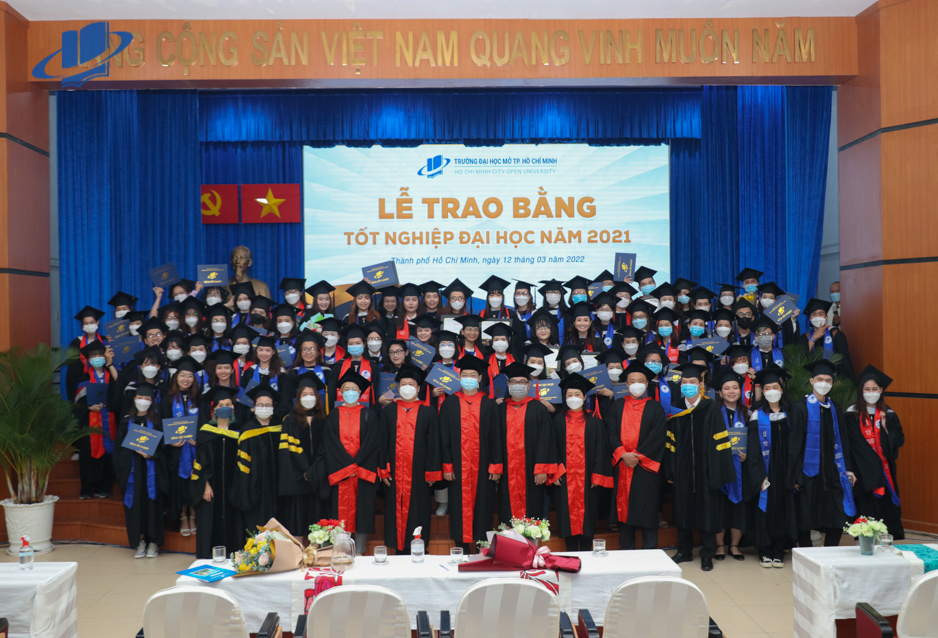 ĐẢNG CỘNG SẢN VIỆT NAM QUANG VINH MUÔN NĂM
TRƯỜNG ĐẠI HỌC MỞ TP. HỒ CHÍ MINH
HO CHI MINH CITY OPEN UNIVERSITY
LỄ TRAO BẰNG
TỐT NGHIỆP ĐẠI HỌC NĂM 2021
Thành phố Hồ Chí Minh, ngày 12 tháng 03 năm 2022